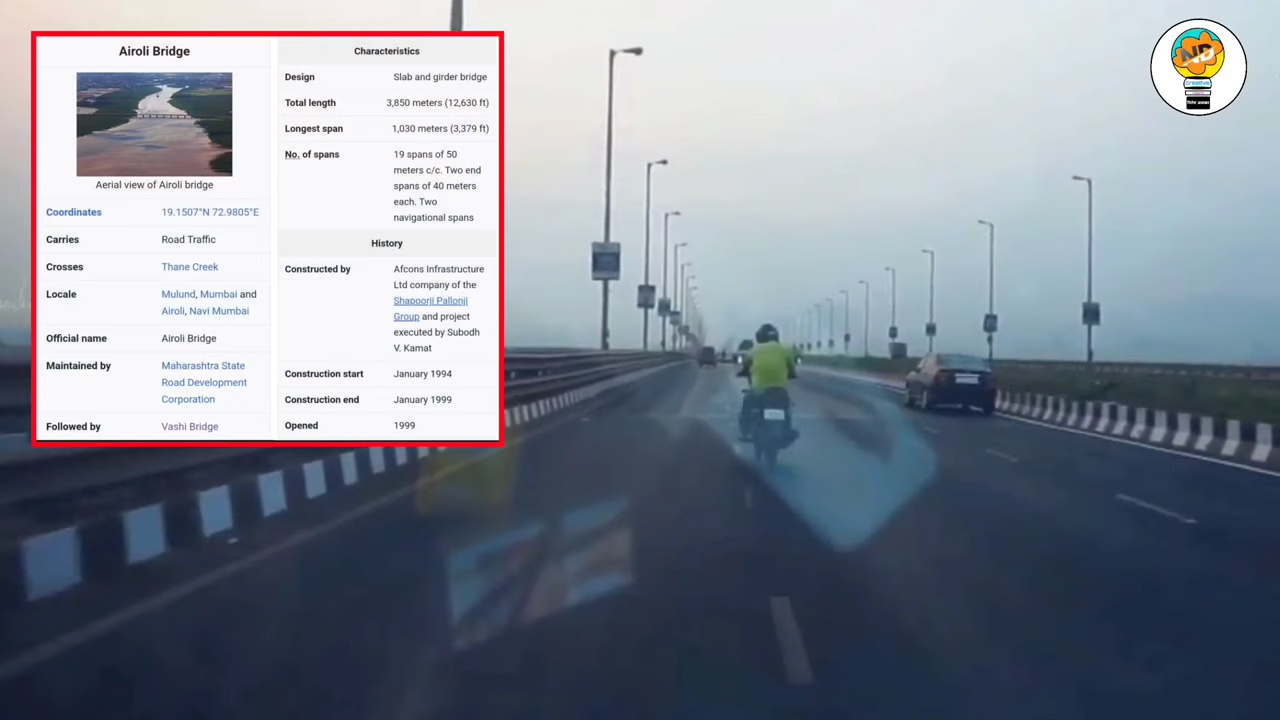 Airoli Bridge
Aerial view of Airoli bridge
Coordinates 19.1507°N 72.9805°E
Carries Road Traffic
Crosses Thane Creek
Locale Mulund, Mumbai and
Airoli, Navi Mumbai
Official name Airoli Bridge
Maintained by Maharashtra State
Road Development
Corporation
Followed by Vashi Bridge
Characteristics
Design Slab and girder bridge
Total length 3,850 meters (12,630 ft)
Longest span 1,030 meters (3,379 ft)
No. of spans 19 spans of 50
meters c/c. Two end
spans of 40 meters
each. Two
navigational spans
History
Constructed by Afcons Infrastructure
Ltd company of the
Shapoorji Pallonji
Group and project
executed by Subodh
V. Kamat
Construction start January 1994
Construction end January 1999
Opened 1999
ND
creative